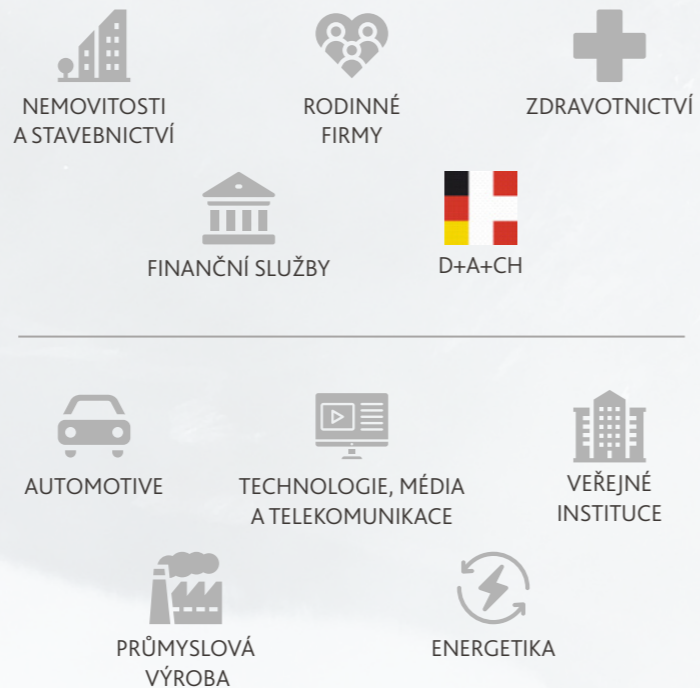 NEMOVITOSTI
A STAVEBNICTVÍ
RODINNÉ
FIRMY
ZDRAVOTNICTVÍ
FINANČNÍ SLUŽBY
D+A+CH
AUTOMOTIVE
TECHNOLOGIE, MÉDIA
A TELEKOMUNIKACE
VEŘEJNÉ
INSTITUCE
PRŮMYSLOVÁ
VÝROBA
ENERGETIKA